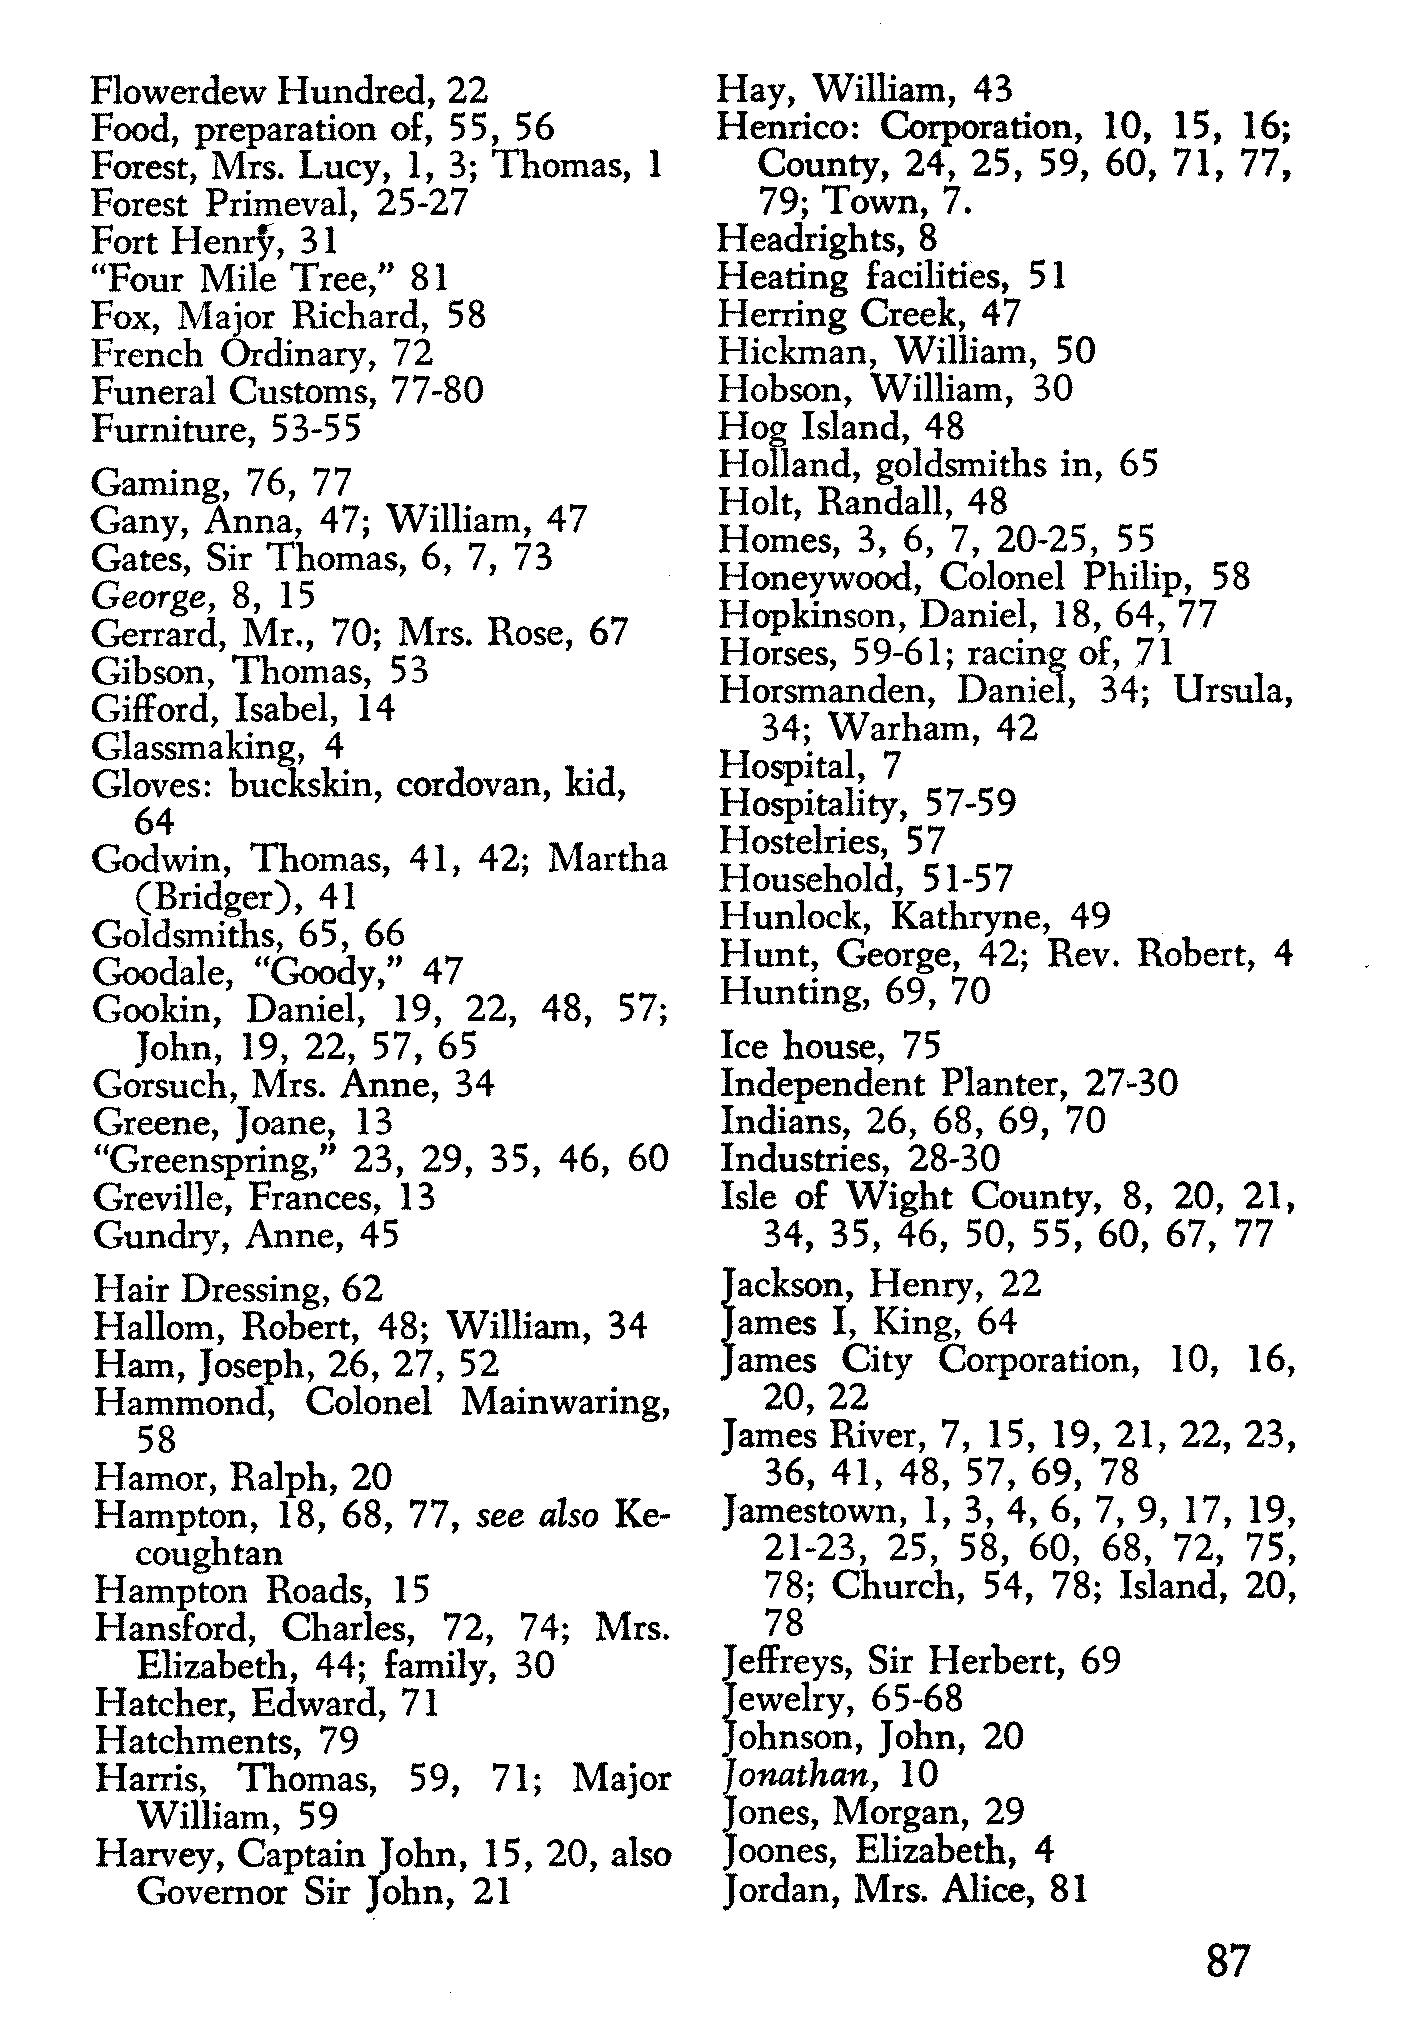 Flowerdew Hundred, 22
Food, preparation of, 55, 56
Forest, Mrs. Lucy, 1, 3; Thomas, 1
Forest Primeval, 25-27
Fort Henry, 31
“Four Mile Tree,” 81
Fox, Major Richard, 58
French Ordinary, 72
Funeral Customs, 77-80
Furniture, 53-55
Gaming, 76, 77
Gany, Anna, 47; William, 47
Gates, Sir Thomas, 6, 7, 73
George, 8, 15
Gerrard, Mr., 70; Mrs. Rose, 67
Gibson, Thomas, 53
Gifford, Isabel, 14
Glassmaking, 4
Gloves: buckskin, cordovan, kid,
64
Godwin, Thomas, 41, 42; Martha
(Bridger), 41
Goldsmiths, 65, 66
Goodale, “Goody,” 47
Gookin, Daniel, 19, 22, 48, 57;
John, 19, 22, 57, 65
Gorsuch, Mrs. Anne, 34
Greene, Joane, 13
“Greenspring,” 23, 29, 35, 46, 60
Greville, Frances, 13
Gundry, Anne, 45
Hair Dressing, 62
Hallom, Robert, 48; William, 34
Ham, Joseph, 26, 27, 52
Hammond, Colonel Mainwaring,
58
Hamor, Ralph, 20
Hampton, 18, 68, 77, see also Ke-
coughtan
Hampton Roads, 15
Hansford, Charles, 72, 74; Mrs.
Elizabeth, 44; family, 30
Hatcher, Edward, 71
Hatchments, 79
Harris, Thomas, 59, 71; Major
William, 59
Harvey, Captain John, 15, 20, also
Governor Sir John, 21
Hay, William, 43
Henrico: Corporation, 10, 15, 16;
County, 24, 25, 59, 60, 71, 77,
79; Town, 7.
Headrights, 8
Heating facilities, 51
Herring Creek, 47
Hickman, William, 50
Hobson, William, 30
Hog Island, 48
Holland, goldsmiths in, 65
Holt, Randall, 48
Homes, 3, 6, 7, 20-25, 55
Honeywood, Colonel Philip, 58
Hopkinson, Daniel, 18, 64, 77
Horses, 59-61; racing of, 71
Horsmanden, Daniel, 34; Ursula,
34; Warham, 42
Hospital, 7
Hospitality, 57-59
Hostelries, 57
Household, 51-57
Hunlock, Kathryne, 49
Hunt, George, 42; Rev. Robert, 4
Hunting, 69, 70
Ice house, 75
Independent Planter, 27-30
Indians, 26, 68, 69, 70
Industries, 28-30
Isle of Wight County, 8, 20, 21,
34, 35, 46, 50, 55, 60, 67, 77
Jackson, Henry, 22
James I, King, 64
James City Corporation, 10, 16,
20, 22
James River, 7, 15, 19, 21, 22, 23,
36, 41, 48, 57, 69, 78
Jamestown, 1, 3, 4, 6, 7, 9, 17, 19,
21-23, 25, 58, 60, 68, 72, 75,
78; Church, 54, 78; Island, 20,
78
Jeffreys, Sir Herbert, 69
Jewelry, 65-68
Johnson, John, 20
Jonathan, 10
Jones, Morgan, 29
Joones, Elizabeth, 4
Jordan, Mrs. Alice, 81
87